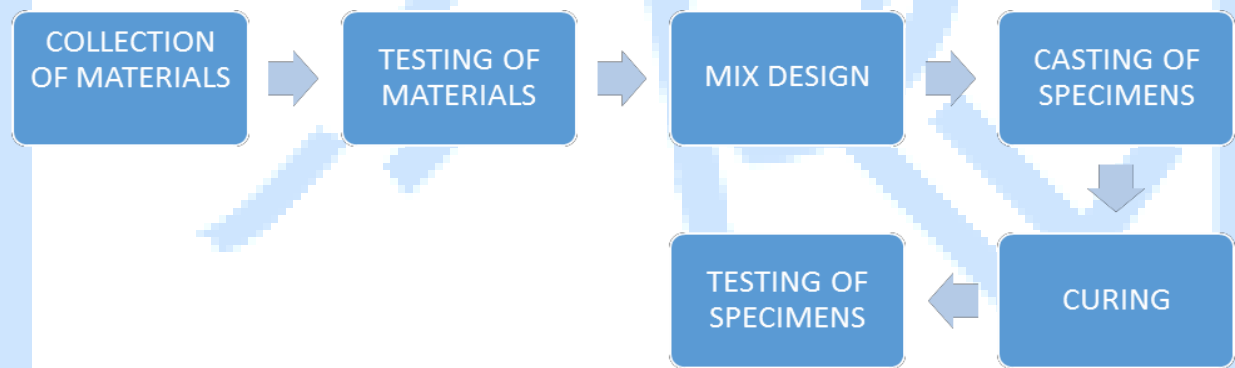 COLLECTION
OF MATERIALS
TESTING OF
MATERIALS
MIX DESIGN
CASTING OF
SPECIMENS
CURING
TESTING OF
SPECIMENS